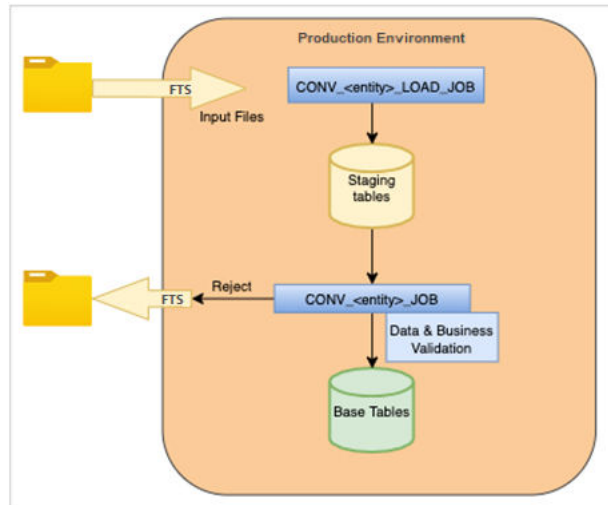 Production Environment
FTS
Input Files
CONV_<entity>_LOAD_JOB
Staging
tables
FTS
Reject
CONV_<entity>_JOB
Data & Business
Validation
Base Tables